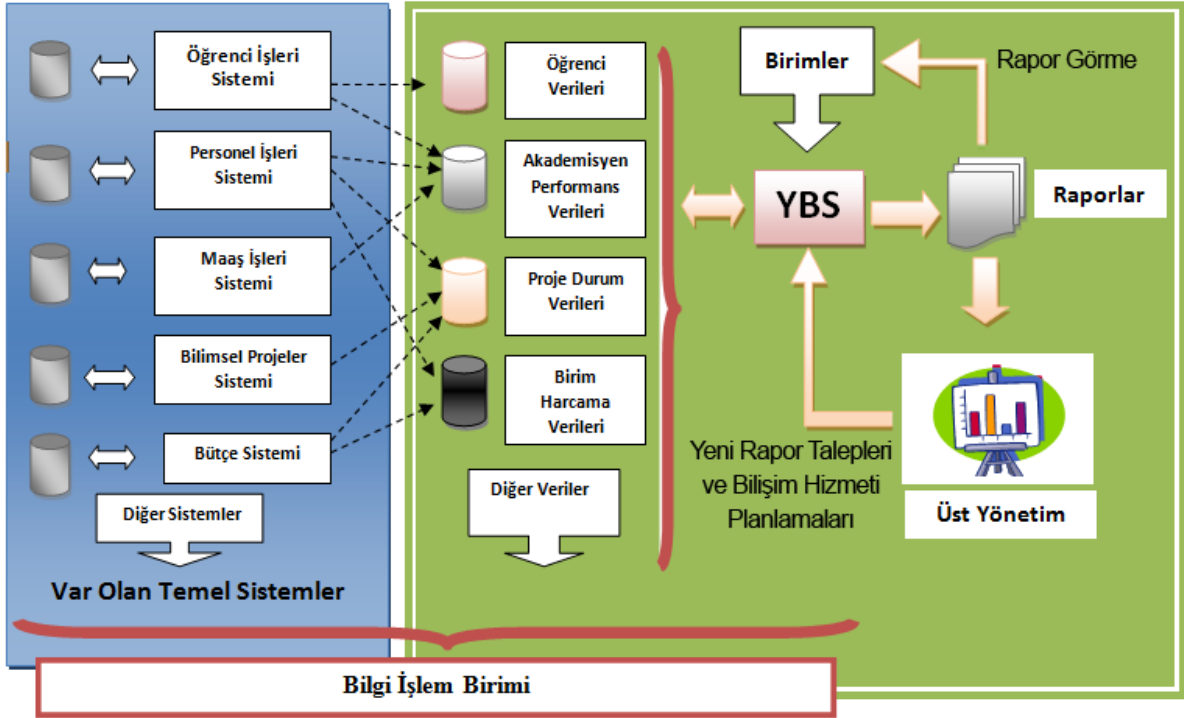 Öğrenci İşleri
Sistemi
Personel İşleri
Sistemi
Maaş İşleri
Sistemi
Bilimsel Projeler
Sistemi
Bütçe Sistemi
Diğer Sistemler
Var Olan Temel Sistemler
Öğrenci
Verileri
Akademisyen
Performans
Verileri
Proje Durum
Verileri
Birim
Harcama
Verileri
Diğer Veriler
Birimler
Rapor Görme
YBS
Raporlar
Yeni Rapor Talepleri
ve Bilişim Hizmeti
Planlamaları
Üst Yönetim
Bilgi İşlem Birimi